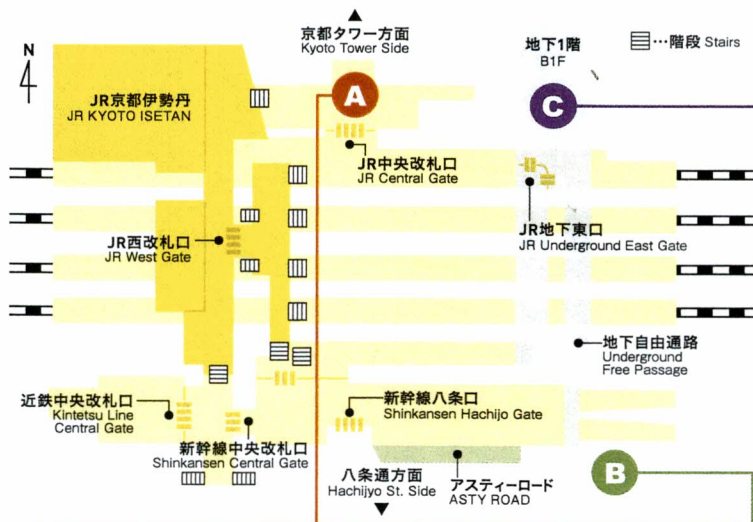 ▲
京都タワー方面
Kyoto Tower Side
地下1階
B1F
…階段 Stairs
N
A
C
JR京都伊勢丹
JR KYOTO ISETAN
JR中央改札口
JR Central Gate
JR地下東口
JR Underground East Gate
JR西改札口
JR West Gate
地下自由通路
Underground
Free Passage
近鉄中央改札口
Kintetsu Line
Central Gate
新幹線中央改札口
Shinkansen Central Gate
新幹線八条口
Shinkansen Hachijo Gate
八条通方面
Hachijyo St. Side
▼
アスティーロード
ASTY ROAD
B